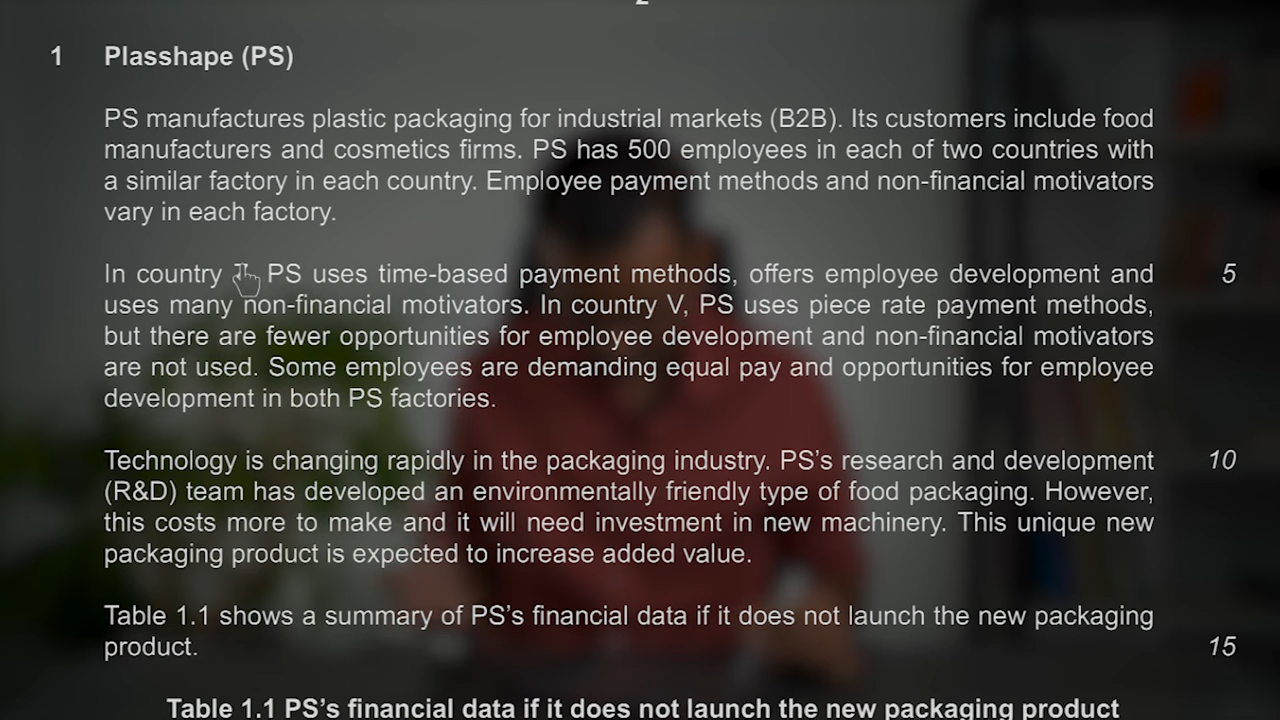 1 Plasshape (PS)
PS manufactures plastic packaging for industrial markets (B2B). Its customers include food
manufacturers and cosmetics firms. PS has 500 employees in each of two countries with
a similar factory in each country. Employee payment methods and non-financial motivators
vary in each factory.
In country PS uses time-based payment methods, offers employee development and 5
uses many non-financial motivators. In country V, PS uses piece rate payment methods,
but there are fewer opportunities for employee development and non-financial motivators
are not used. Some employees are demanding equal pay and opportunities for employee
development in both PS factories.
Technology is changing rapidly in the packaging industry. PS's research and development 10
(R&D) team has developed an environmentally friendly type of food packaging. However,
this costs more to make and it will need investment in new machinery. This unique new
packaging product is expected to increase added value.
Table 1.1 shows a summary of PS's financial data if it does not launch the new packaging
product. 15
Table 1.1 PS's financial data if it does not launch the new packaging product